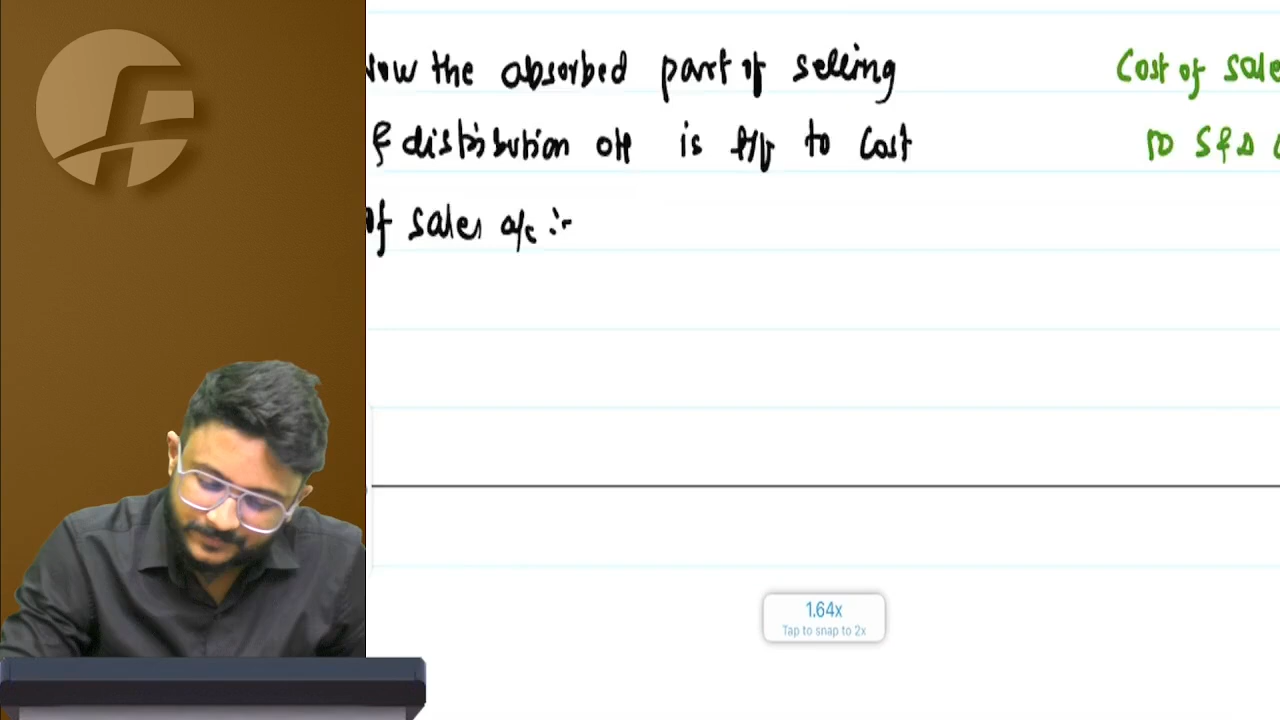 Now the absorbed part of selling
& distribution OH is t/f to Cost
of sales a/c :-
Cost of sale
TO S & D
1.64x
Tap to snap to 2x